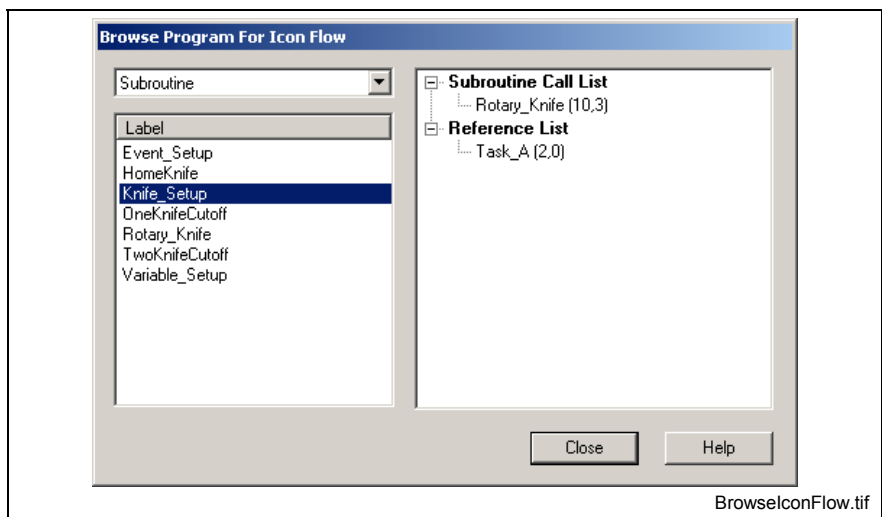 Browse Program For Icon Flow
Subroutine
Label
Event_Setup
HomeKnife
Knife_Setup
OneKnifeCutoff
Rotary_Knife
TwoKnifeCutoff
Variable_Setup
Subroutine Call List
Rotary_Knife (10,3)
Reference List
Task_A (2,0)
Close
Help
BrowseIconFlow.tif